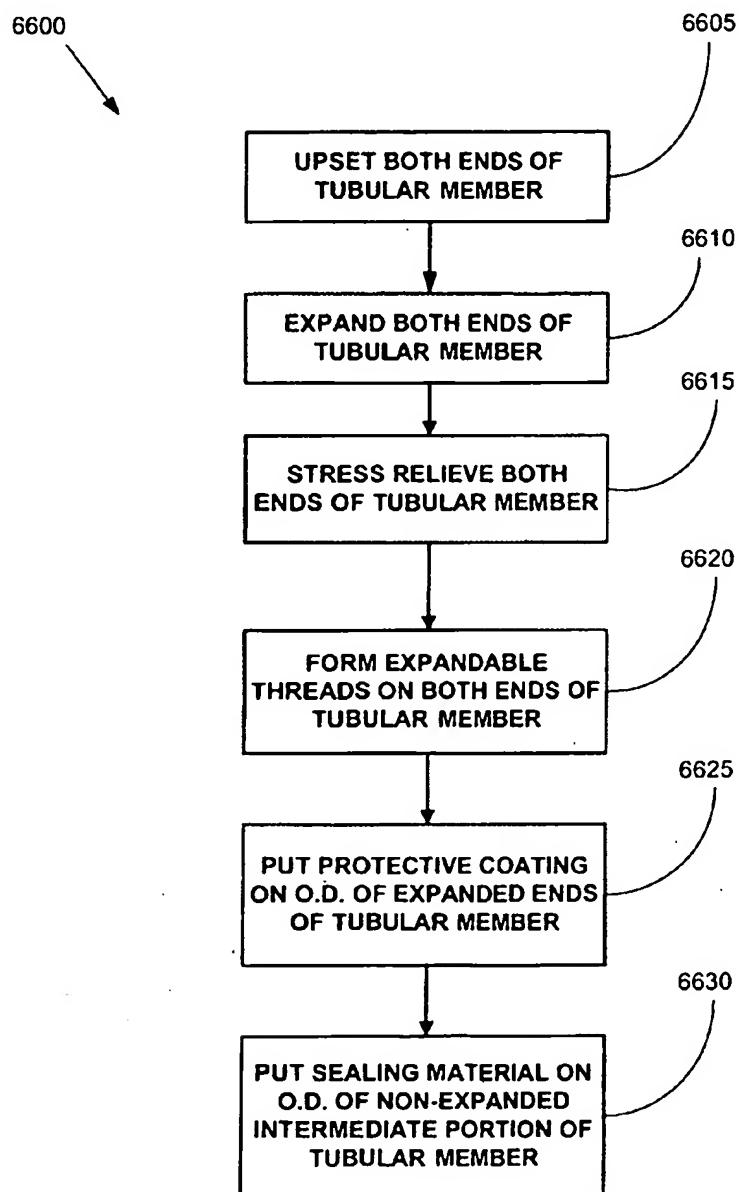 6600
6605
UPSET BOTH ENDS OF
TUBULAR MEMBER
6610
EXPAND BOTH ENDS OF
TUBULAR MEMBER
6615
STRESS RELIEVE BOTH
ENDS OF TUBULAR MEMBER
6620
FORM EXPANDABLE
THREADS ON BOTH ENDS OF
TUBULAR MEMBER
6625
PUT PROTECTIVE COATING
ON O.D. OF EXPANDED ENDS
OF TUBULAR MEMBER
6630
PUT SEALING MATERIAL ON
O.D. OF NON-EXPANDED
INTERMEDIATE PORTION OF
TUBULAR MEMBER